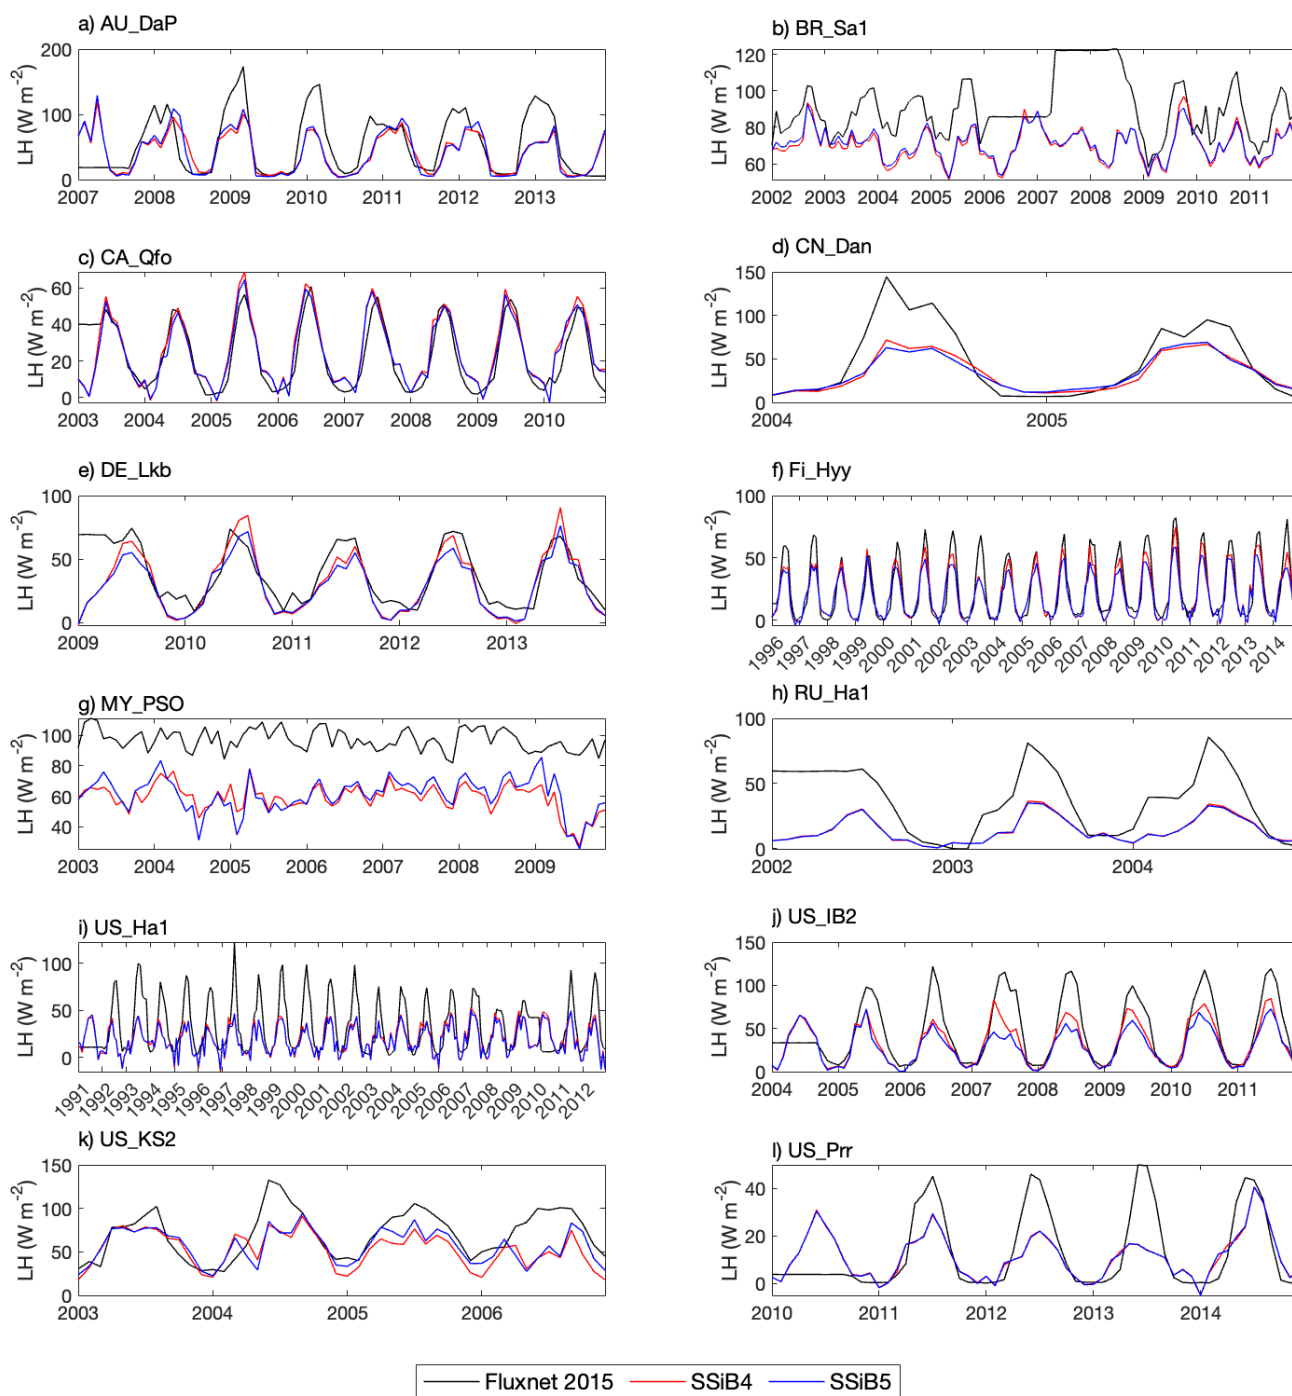 a) AU_DaP
LH (W m-2)
200
100
0
2007 2008 2009 2010 2011 2012 2013
b) BR_Sa1
LH (W m-2)
120
100
80
60
2002 2003 2004 2005 2006 2007 2008 2009 2010 2011
c) CA_Qfo
LH (W m-2)
60
40
20
0
2003 2004 2005 2006 2007 2008 2009 2010
d) CN_Dan
LH (W m-2)
150
100
50
0
2004 2005
e) DE_Lkb
LH (W m-2)
100
50
0
2009 2010 2011 2012 2013
f) Fi_Hyy
LH (W m-2)
100
50
0
1996 1997 1998 1999 2000 2001 2002 2003 2004 2005 2006 2007 2008 2009 2010 2011 2012 2013 2014
g) MY_PSO
LH (W m-2)
100
80
60
40
2003 2004 2005 2006 2007 2008 2009
h) RU_Ha1
LH (W m-2)
100
50
0
2002 2003 2004
i) US_Ha1
LH (W m-2)
100
50
0
1991 1992 1993 1994 1995 1996 1997 1998 1999 2000 2001 2002 2003 2004 2005 2006 2007 2008 2009 2010 2011 2012
j) US_IB2
LH (W m-2)
150
100
50
0
2004 2005 2006 2007 2008 2009 2010 2011
k) US_KS2
LH (W m-2)
150
100
50
0
2003 2004 2005 2006
l) US_Prr
LH (W m-2)
40
20
0
2010 2011 2012 2013 2014
Fluxnet 2015 SSiB4 SSiB5